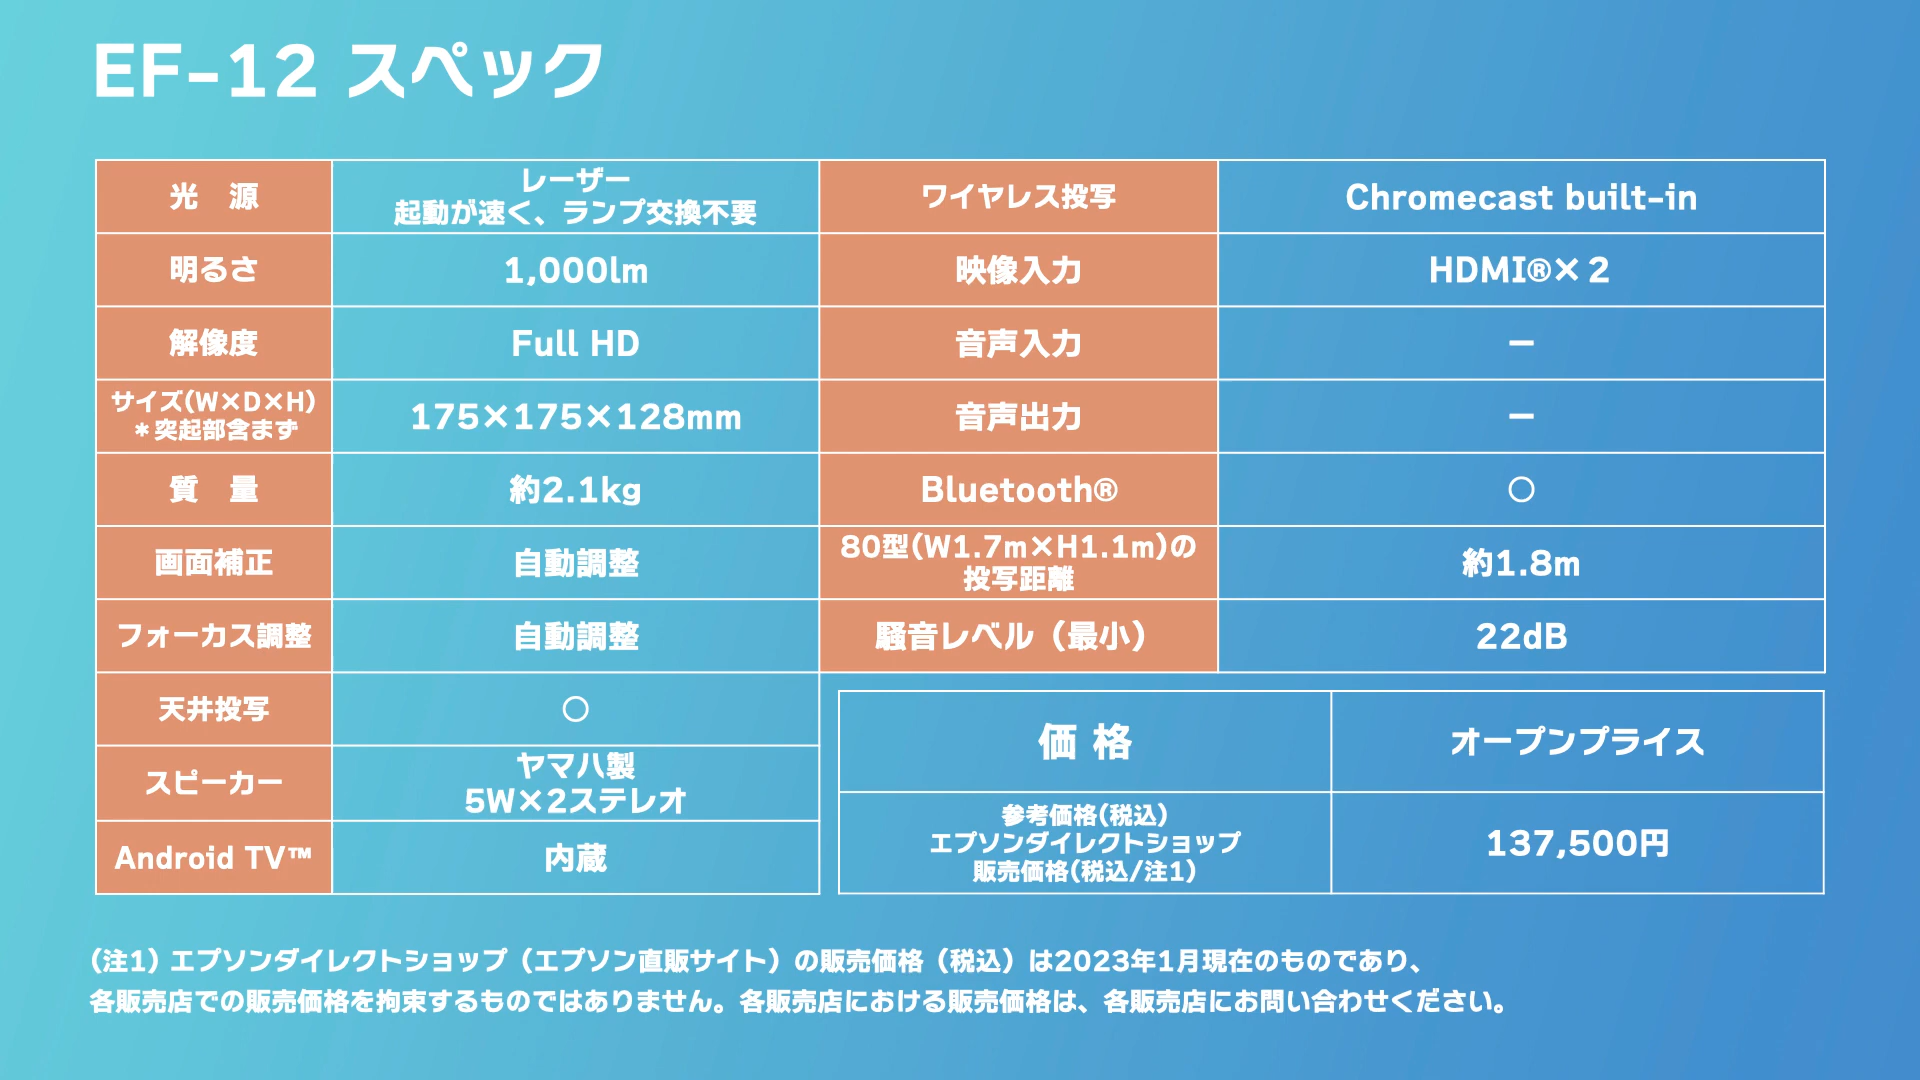 EF-12 スペック
光　源
レーザー
起動が速く、ランプ交換不要
明るさ
1,000lm
解像度
Full HD
サイズ(W×D×H)
＊突起部含まず
175×175×128mm
質　量
約2.1kg
画面補正
自動調整
フォーカス調整
自動調整
天井投写
○
スピーカー
ヤマハ製
5W×2ステレオ
Android TV™
内蔵
ワイヤレス投写
Chromecast built-in
映像入力
HDMI®×２
音声入力
ー
音声出力
ー
Bluetooth®
○
80型(W1.7m×H1.1m)の
投写距離
約1.8m
騒音レベル（最小）
22dB
価 格
オープンプライス
参考価格(税込)
エプソンダイレクトショップ
販売価格(税込/注1)
137,500円
（注1）エプソンダイレクトショップ（エプソン直販サイト）の販売価格（税込）は2023年1月現在のものであり、
各販売店での販売価格を拘束するものではありません。各販売店における販売価格は、各販売店にお問い合わせください。